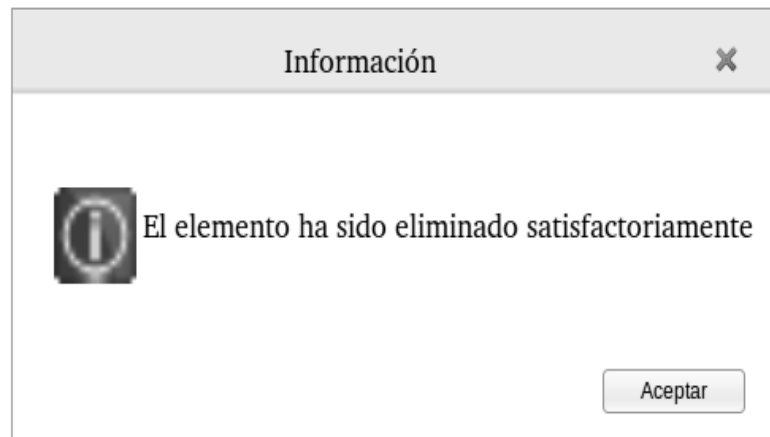 Información
El elemento ha sido eliminado satisfactoriamente
Aceptar